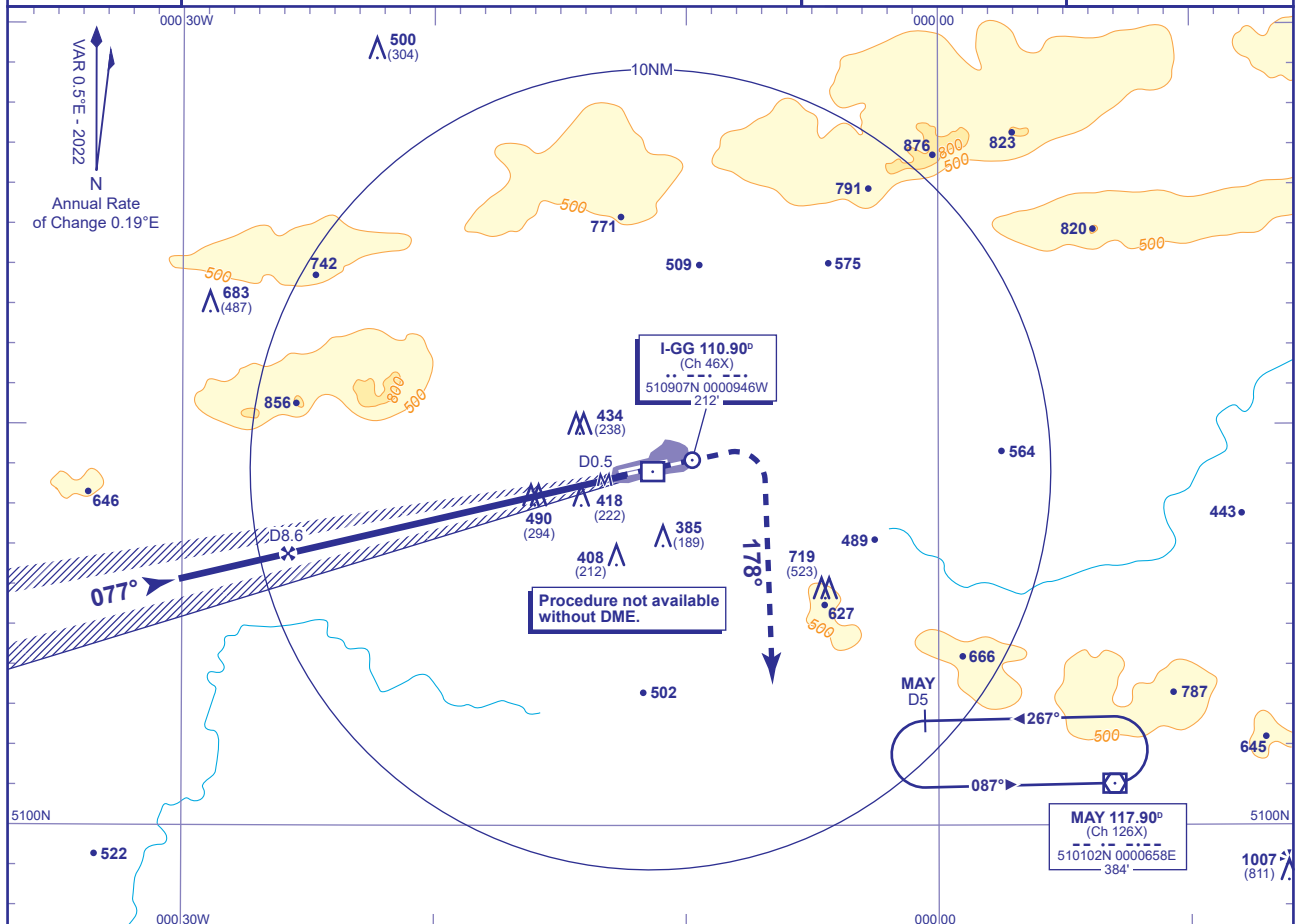 000 30W
000 00
500
(304)
10NM
VAR 0.5°E - 2022
N
Annual Rate
of Change 0.19°E
876
800
823
500
791
500
771
820
500
509
575
742
500
683
(487)
I-GG 110.90ᴰ
(Ch 46X)
·· −−· −−·
510907N 0000946W
212'
856
800
500
434
(238)
D0.5
564
646
490
(294)
418
(222)
385
(189)
443
489
D8.6
408
(212)
178°
719
(523)
077°
Procedure not available
without DME.
627
500
666
MAY
D5
502
787
267°
500
645
087°
5100N
5100N
MAY 117.90ᴰ
(Ch 126X)
−− ·− −·−−
510102N 0000658E
384'
522
1007
(811)
000 30W
000 00